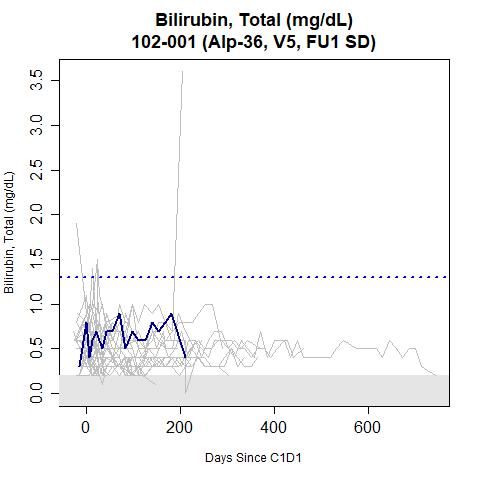 Bilirubin, Total (mg/dL)
102-001 (Alp-36, V5, FU1 SD)
Bilirubin, Total (mg/dL)
3.5
3.0
2.5
2.0
1.5
1.0
0.5
0.0
0 200 400 600
Days Since C1D1